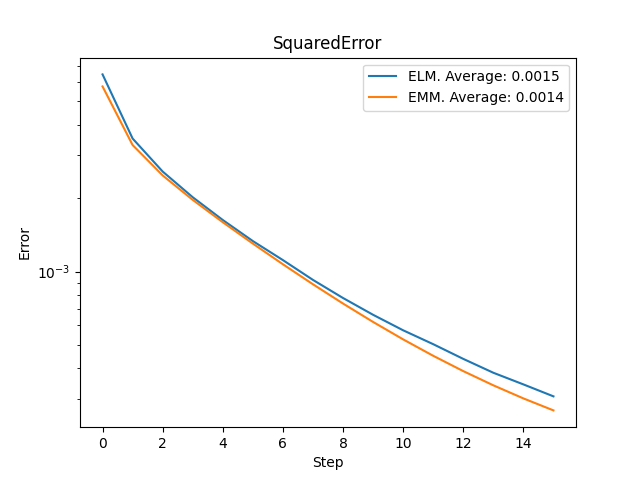 SquaredError
ELM. Average: 0.0015
EMM. Average: 0.0014
Error
10⁻³
0 2 4 6 8 10 12 14
Step